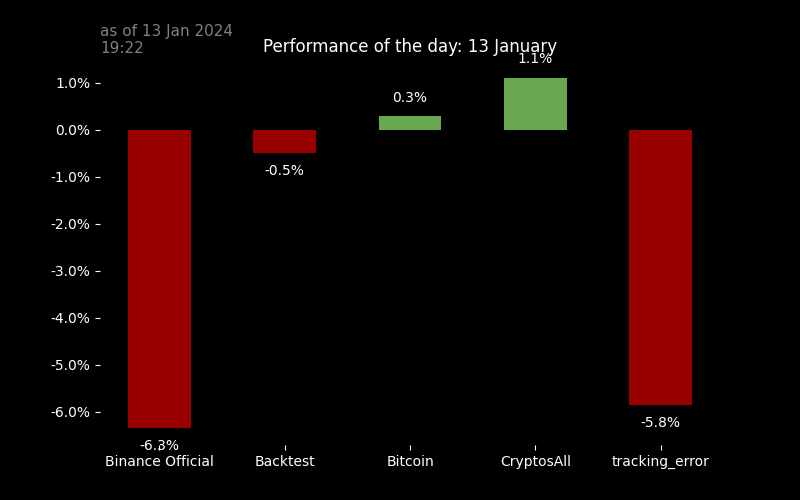 as of 13 Jan 2024
19:22
Performance of the day: 13 January
1.1%
1.0%
0.3%
0.0%
-0.5%
-1.0%
-2.0%
-3.0%
-4.0%
-5.0%
-6.0%
-5.8%
-6.3%
Binance Official
Backtest
Bitcoin
CryptosAll
tracking_error